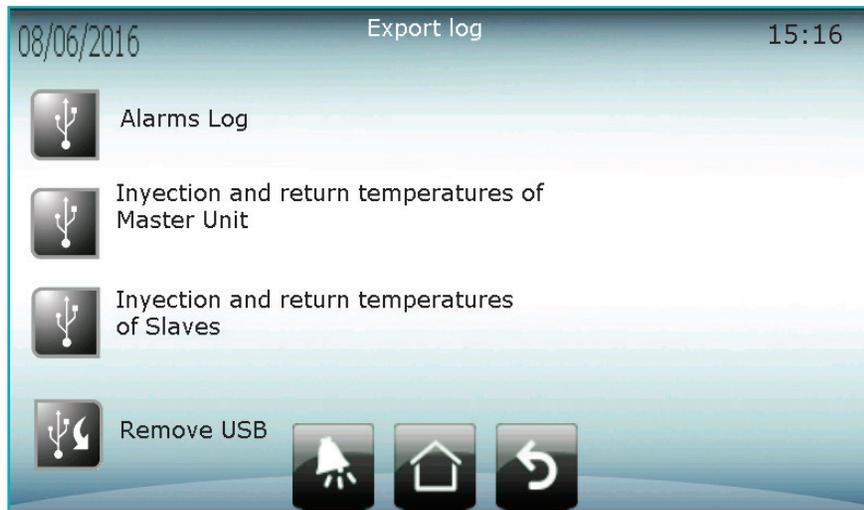 08/06/2016
Export log
15:16
Alarms Log
Inyection and return temperatures of
Master Unit
Inyection and return temperatures
of Slaves
Remove USB